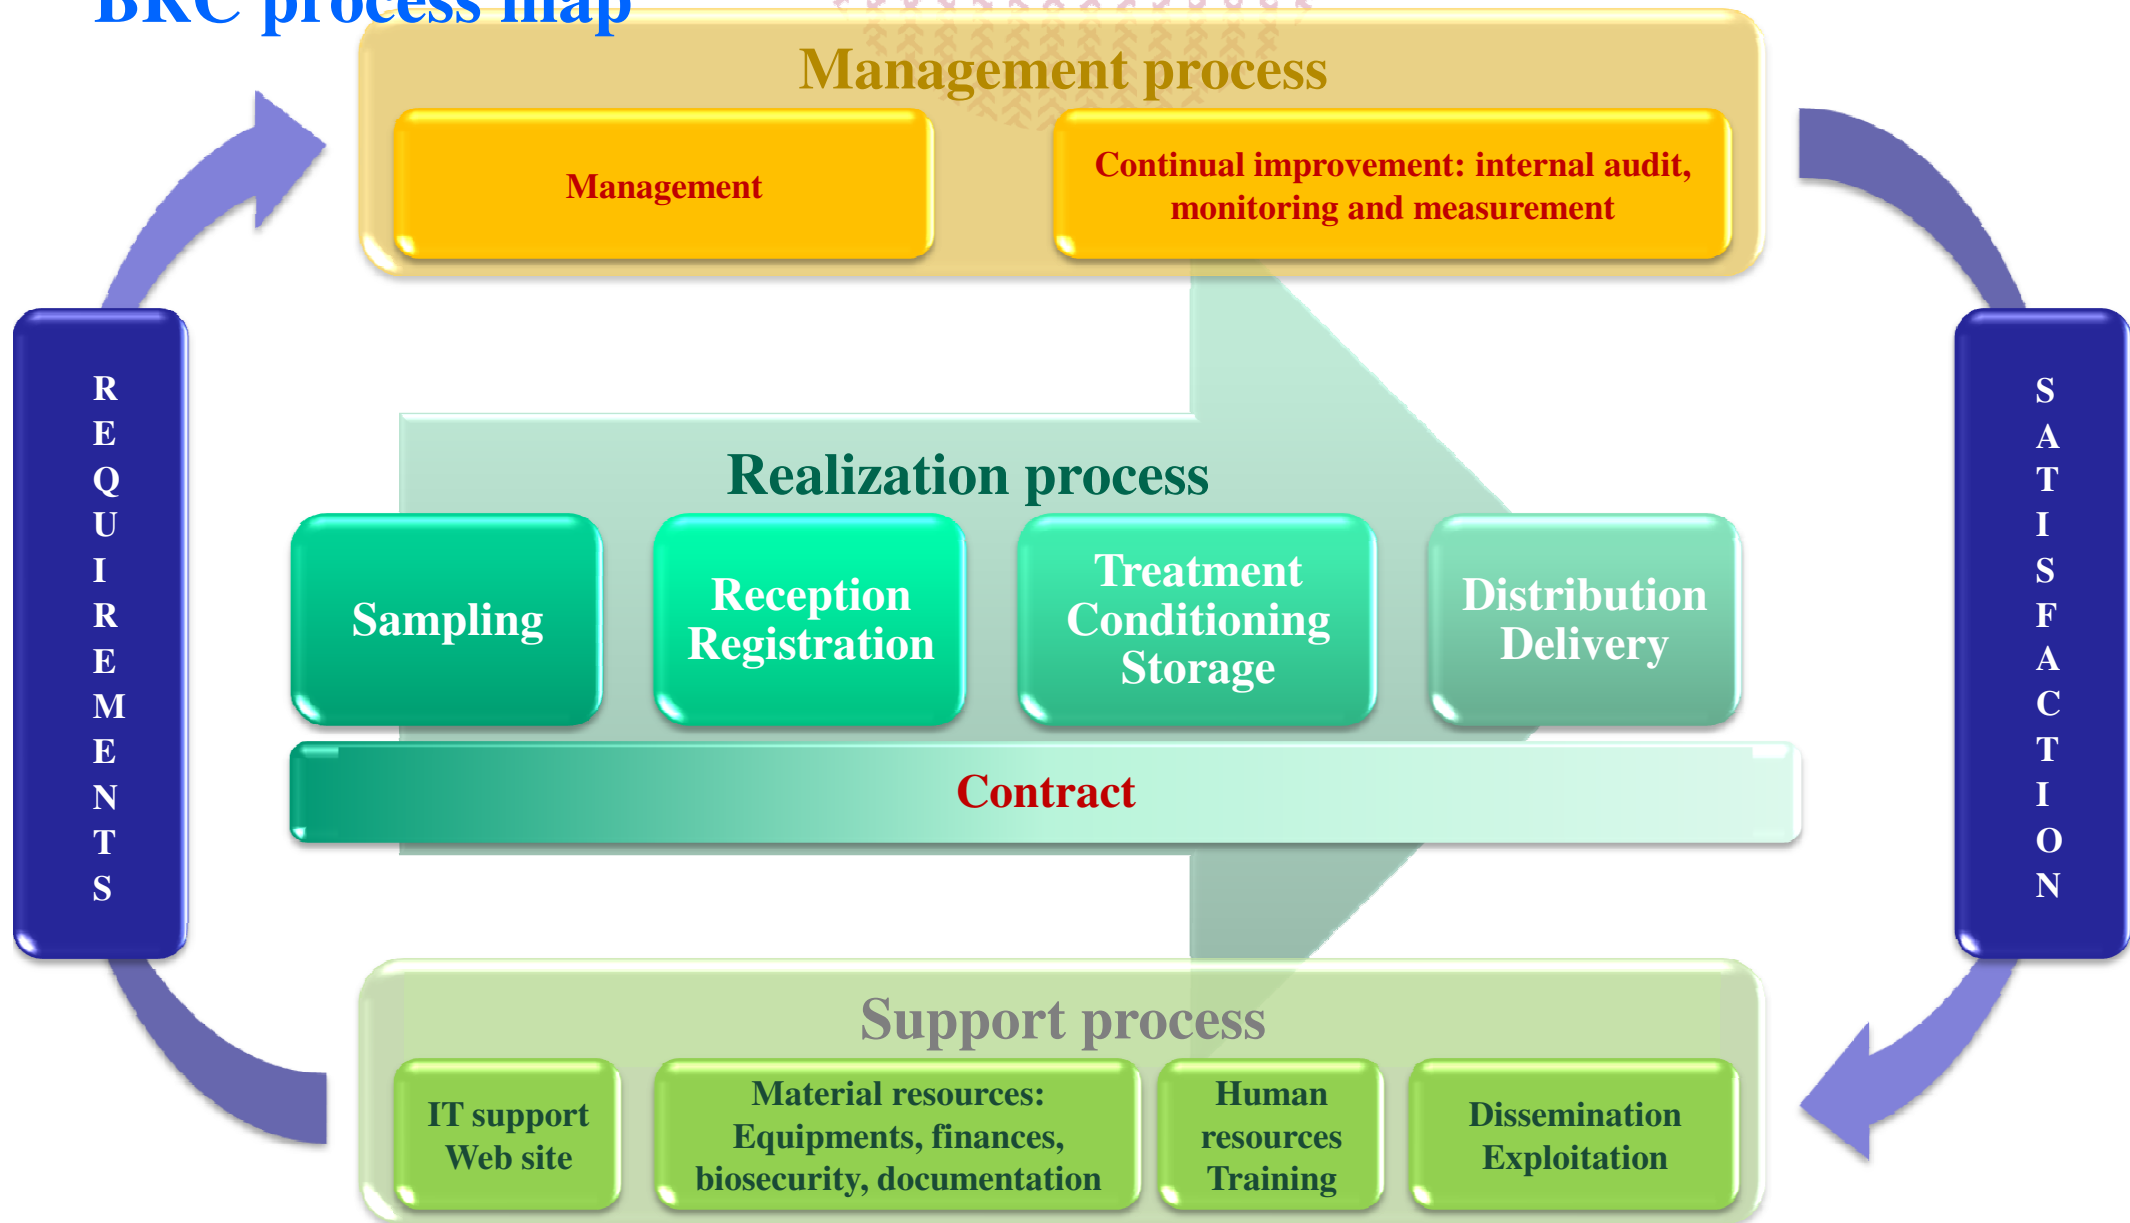 BRC process map
Management process
Management
Continual improvement: internal audit,
monitoring and measurement
REQUIREMENTS
Realization process
Sampling
Reception
Registration
Treatment
Conditioning
Storage
Distribution
Delivery
Contract
SATISFACTION
Support process
IT support
Web site
Material resources:
Equipments, finances,
biosecurity, documentation
Human
resources
Training
Dissemination
Exploitation